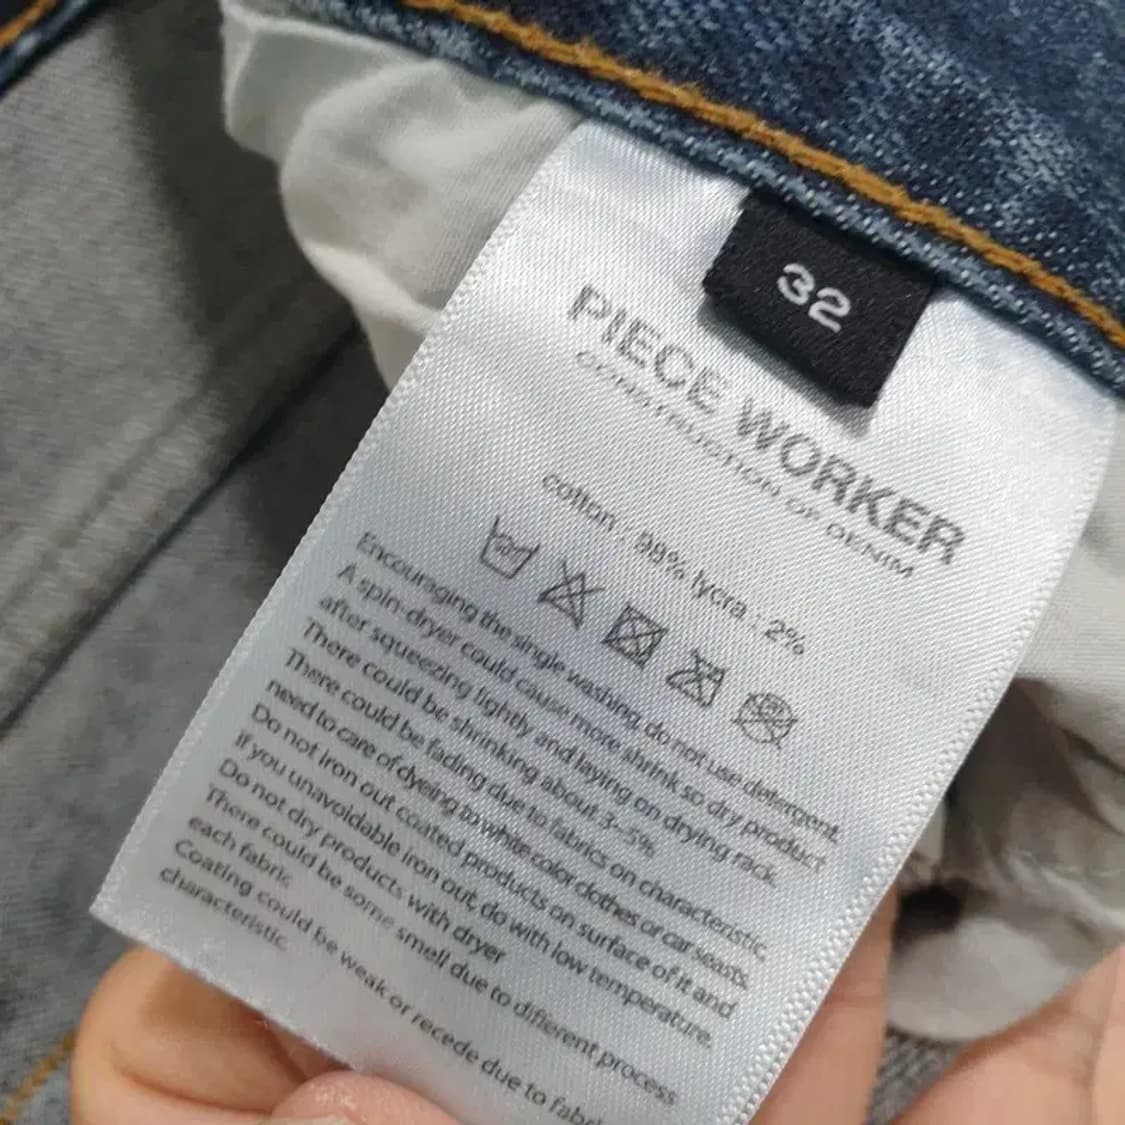 32
PIECE WORKER
CONSTRUCTION OF DENIM
cotton . 98% lycra . 2%
Encouraging the single washing, do not use detergent.
A spin-dryer could cause more shrink so dry product
after squeezing lightly and laying on drying rack.
There could be shrinking about 3~5%
There could be fading due to fabrics on characteristic,
need to care of dyeing to white color clothes or car seasts.
Do not iron out coated products on surface of it and
if you unavoidable iron out, do with low temperature.
Do not dry products with dryer
There could be some smell due to different process
each fabric
Coating could be weak or recede due to fabric
characteristic.